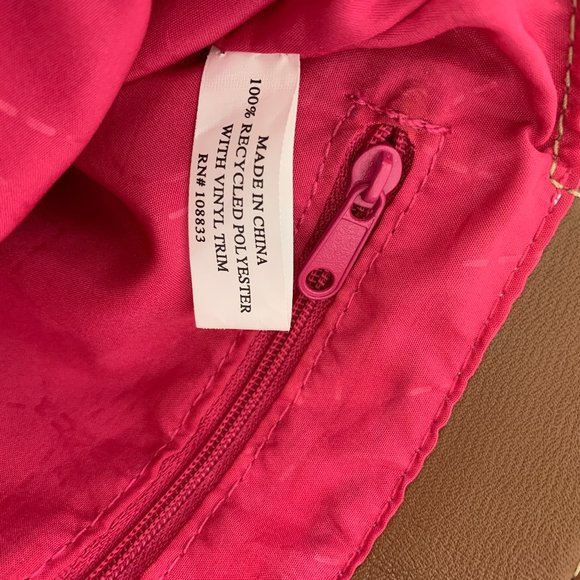 MADE IN CHINA
100% RECYCLED POLYESTER
WITH VINYL TRIM
RN# 108833